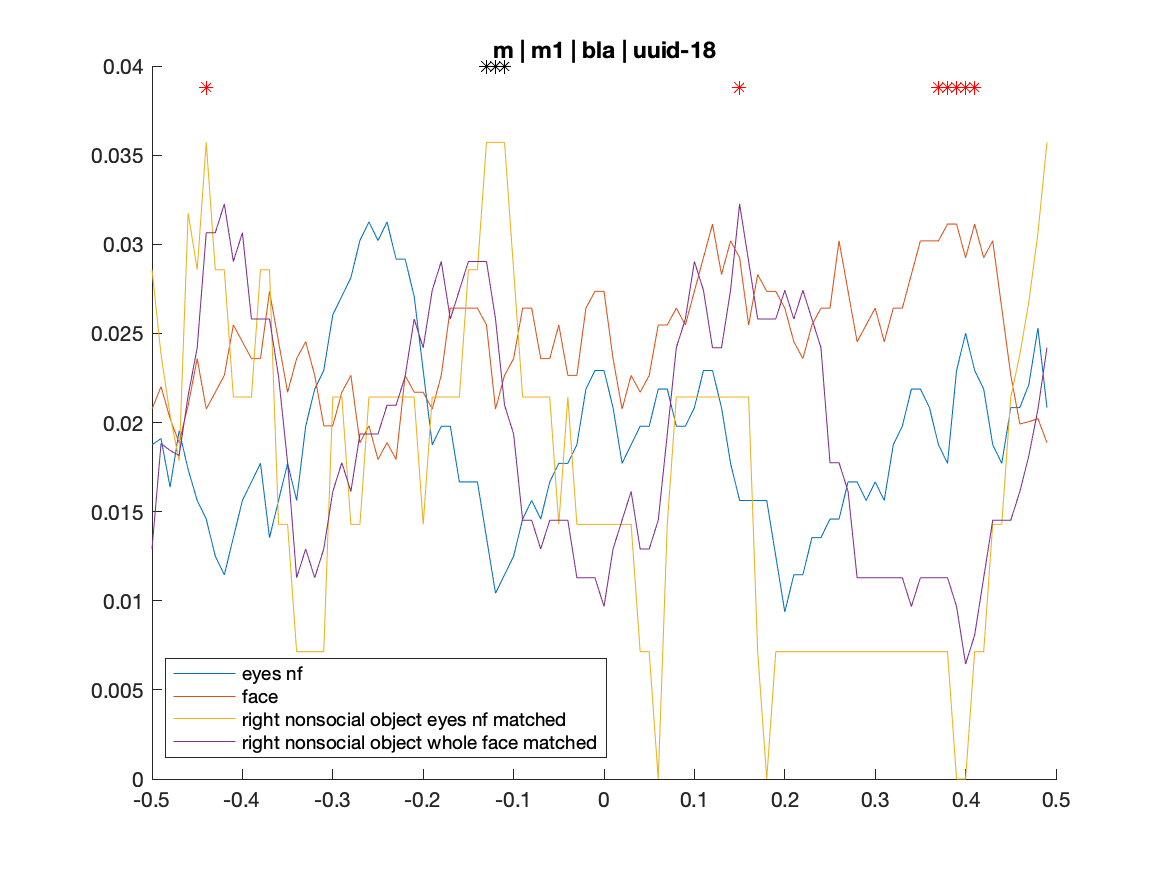 m | m1 | bla | uuid-18
0.04
0.035
0.03
0.025
0.02
0.015
0.01
0.005
0
eyes nf
face
right nonsocial object eyes nf matched
right nonsocial object whole face matched
-0.5 -0.4 -0.3 -0.2 -0.1 0 0.1 0.2 0.3 0.4 0.5